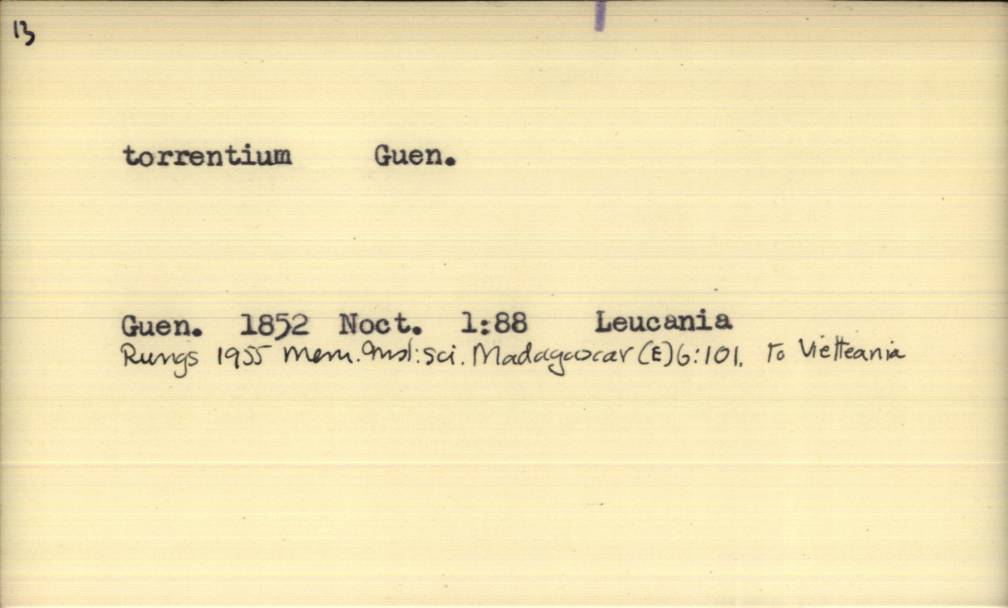 13
torrentium Guen.
Guen. 1852 Noct. 1:88 Leucania
Rungs 1955 Mem. Inst. sci. Madagascar (E) 6:101. To Vietteania